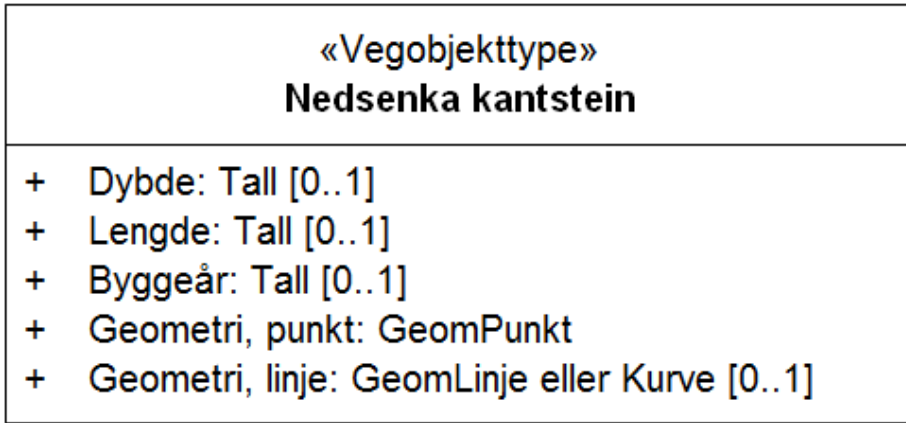 «Vegobjekttype»
Nedsenka kantstein
+ Dybde: Tall [0..1]
+ Lengde: Tall [0..1]
+ Byggeår: Tall [0..1]
+ Geometri, punkt: GeomPunkt
+ Geometri, linje: GeomLinje eller Kurve [0..1]